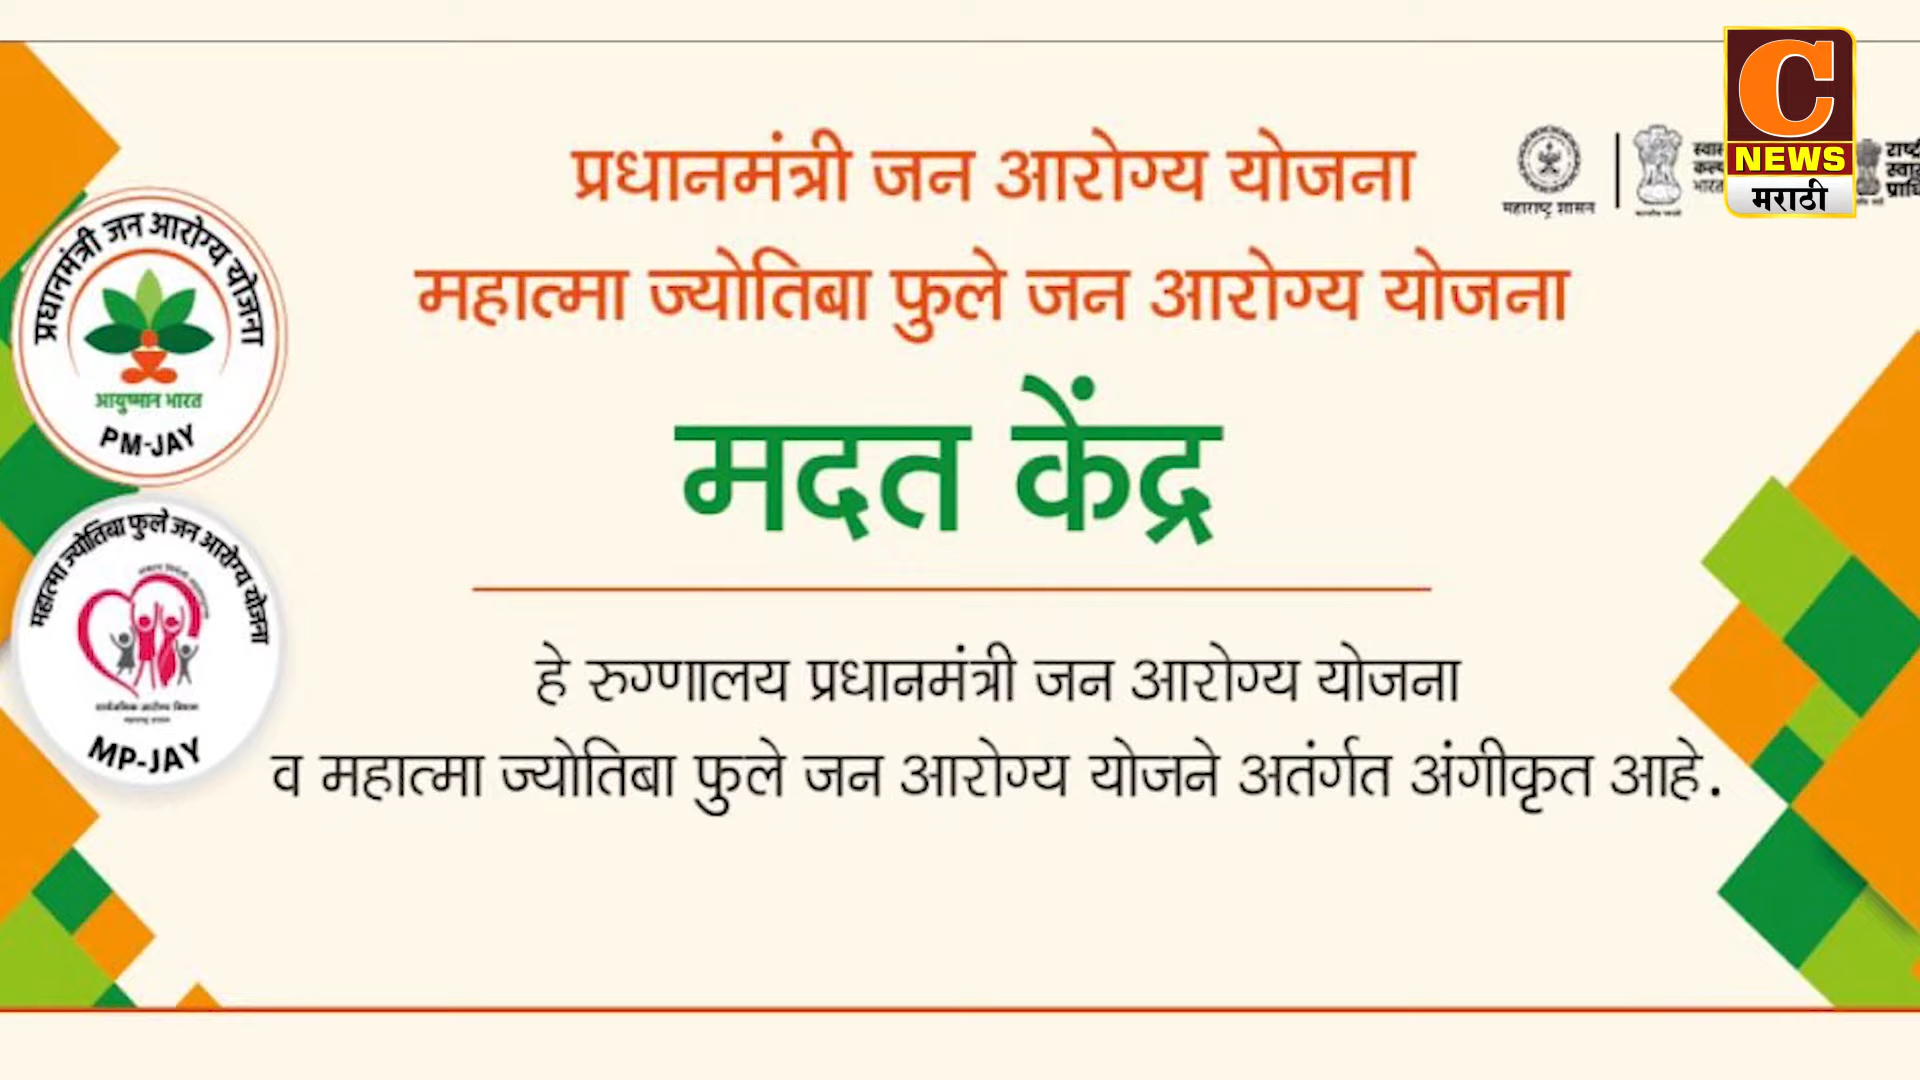 C
NEWS
मराठी
महाराष्ट्र शासन
प्रधानमंत्री जन आरोग्य योजना
महात्मा ज्योतिबा फुले जन आरोग्य योजना
मदत केंद्र
हे रुग्णालय प्रधानमंत्री जन आरोग्य योजना
व महात्मा ज्योतिबा फुले जन आरोग्य योजने अतंर्गत अंगीकृत आहे.
प्रधानमंत्री जन आरोग्य योजना
आयुष्मान भारत
PM-JAY
महात्मा ज्योतिबा फुले जन आरोग्य योजना
MP-JAY